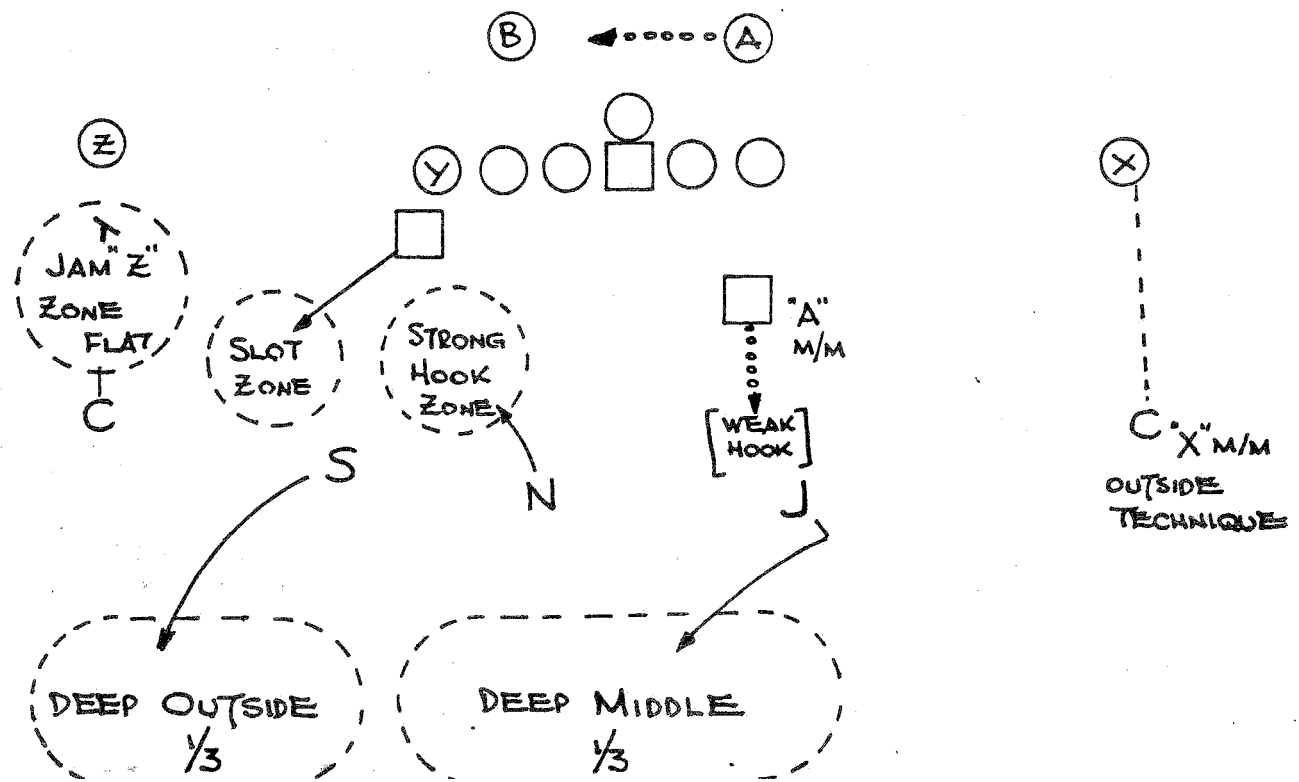 B
A
Z
Y
X
JAM "Z"
ZONE
FLAT
C
SLOT
ZONE
STRONG
HOOK
ZONE
"A"
M/M
[WEAK
HOOK]
C "X" M/M
OUTSIDE
TECHNIQUE
S
N
J
DEEP OUTSIDE
1/3
DEEP MIDDLE
1/3